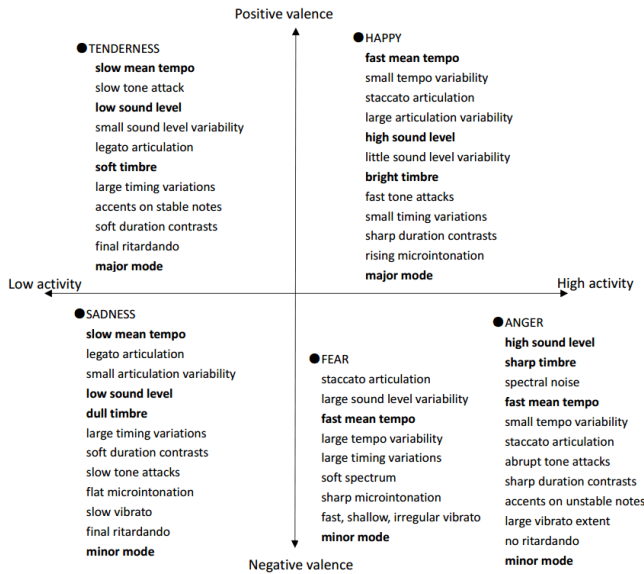 Positive valence
● TENDERNESS
slow mean tempo
slow tone attack
low sound level
small sound level variability
legato articulation
soft timbre
large timing variations
accents on stable notes
soft duration contrasts
final ritardando
major mode
● HAPPY
fast mean tempo
small tempo variability
staccato articulation
large articulation variability
high sound level
little sound level variability
bright timbre
fast tone attacks
small timing variations
sharp duration contrasts
rising microintonation
major mode
Low activity
High activity
● SADNESS
slow mean tempo
legato articulation
small articulation variability
low sound level
dull timbre
large timing variations
soft duration contrasts
slow tone attacks
flat microintonation
slow vibrato
final ritardando
minor mode
● FEAR
staccato articulation
large sound level variability
fast mean tempo
large tempo variability
large timing variations
soft spectrum
sharp microintonation
fast, shallow, irregular vibrato
minor mode
● ANGER
high sound level
sharp timbre
spectral noise
fast mean tempo
small tempo variability
staccato articulation
abrupt tone attacks
sharp duration contrasts
accents on unstable notes
large vibrato extent
no ritardando
minor mode
Negative valence